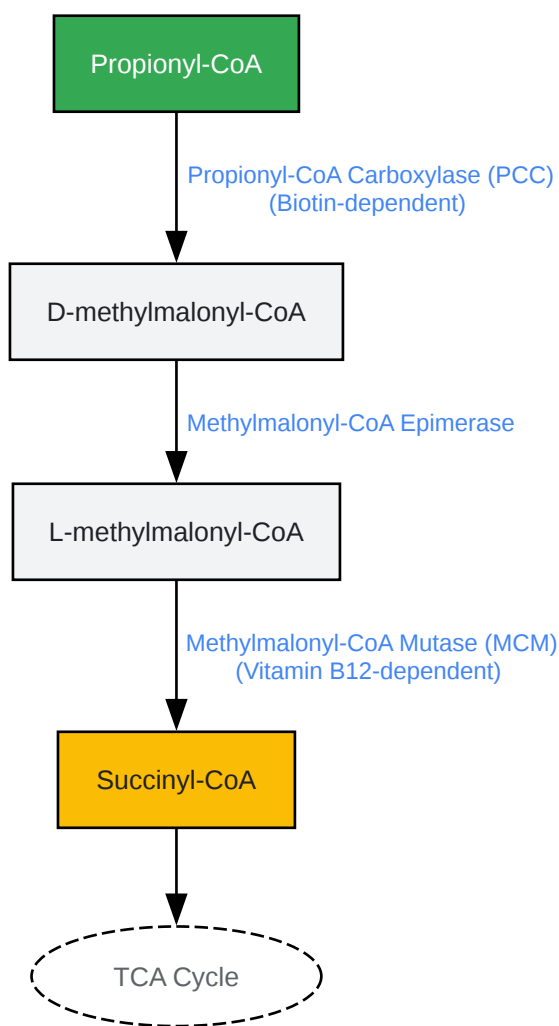 Propionyl-CoA
Propionyl-CoA Carboxylase (PCC)
(Biotin-dependent)
D-methylmalonyl-CoA
Methylmalonyl-CoA Epimerase
L-methylmalonyl-CoA
Methylmalonyl-CoA Mutase (MCM)
(Vitamin B12-dependent)
Succinyl-CoA
TCA Cycle